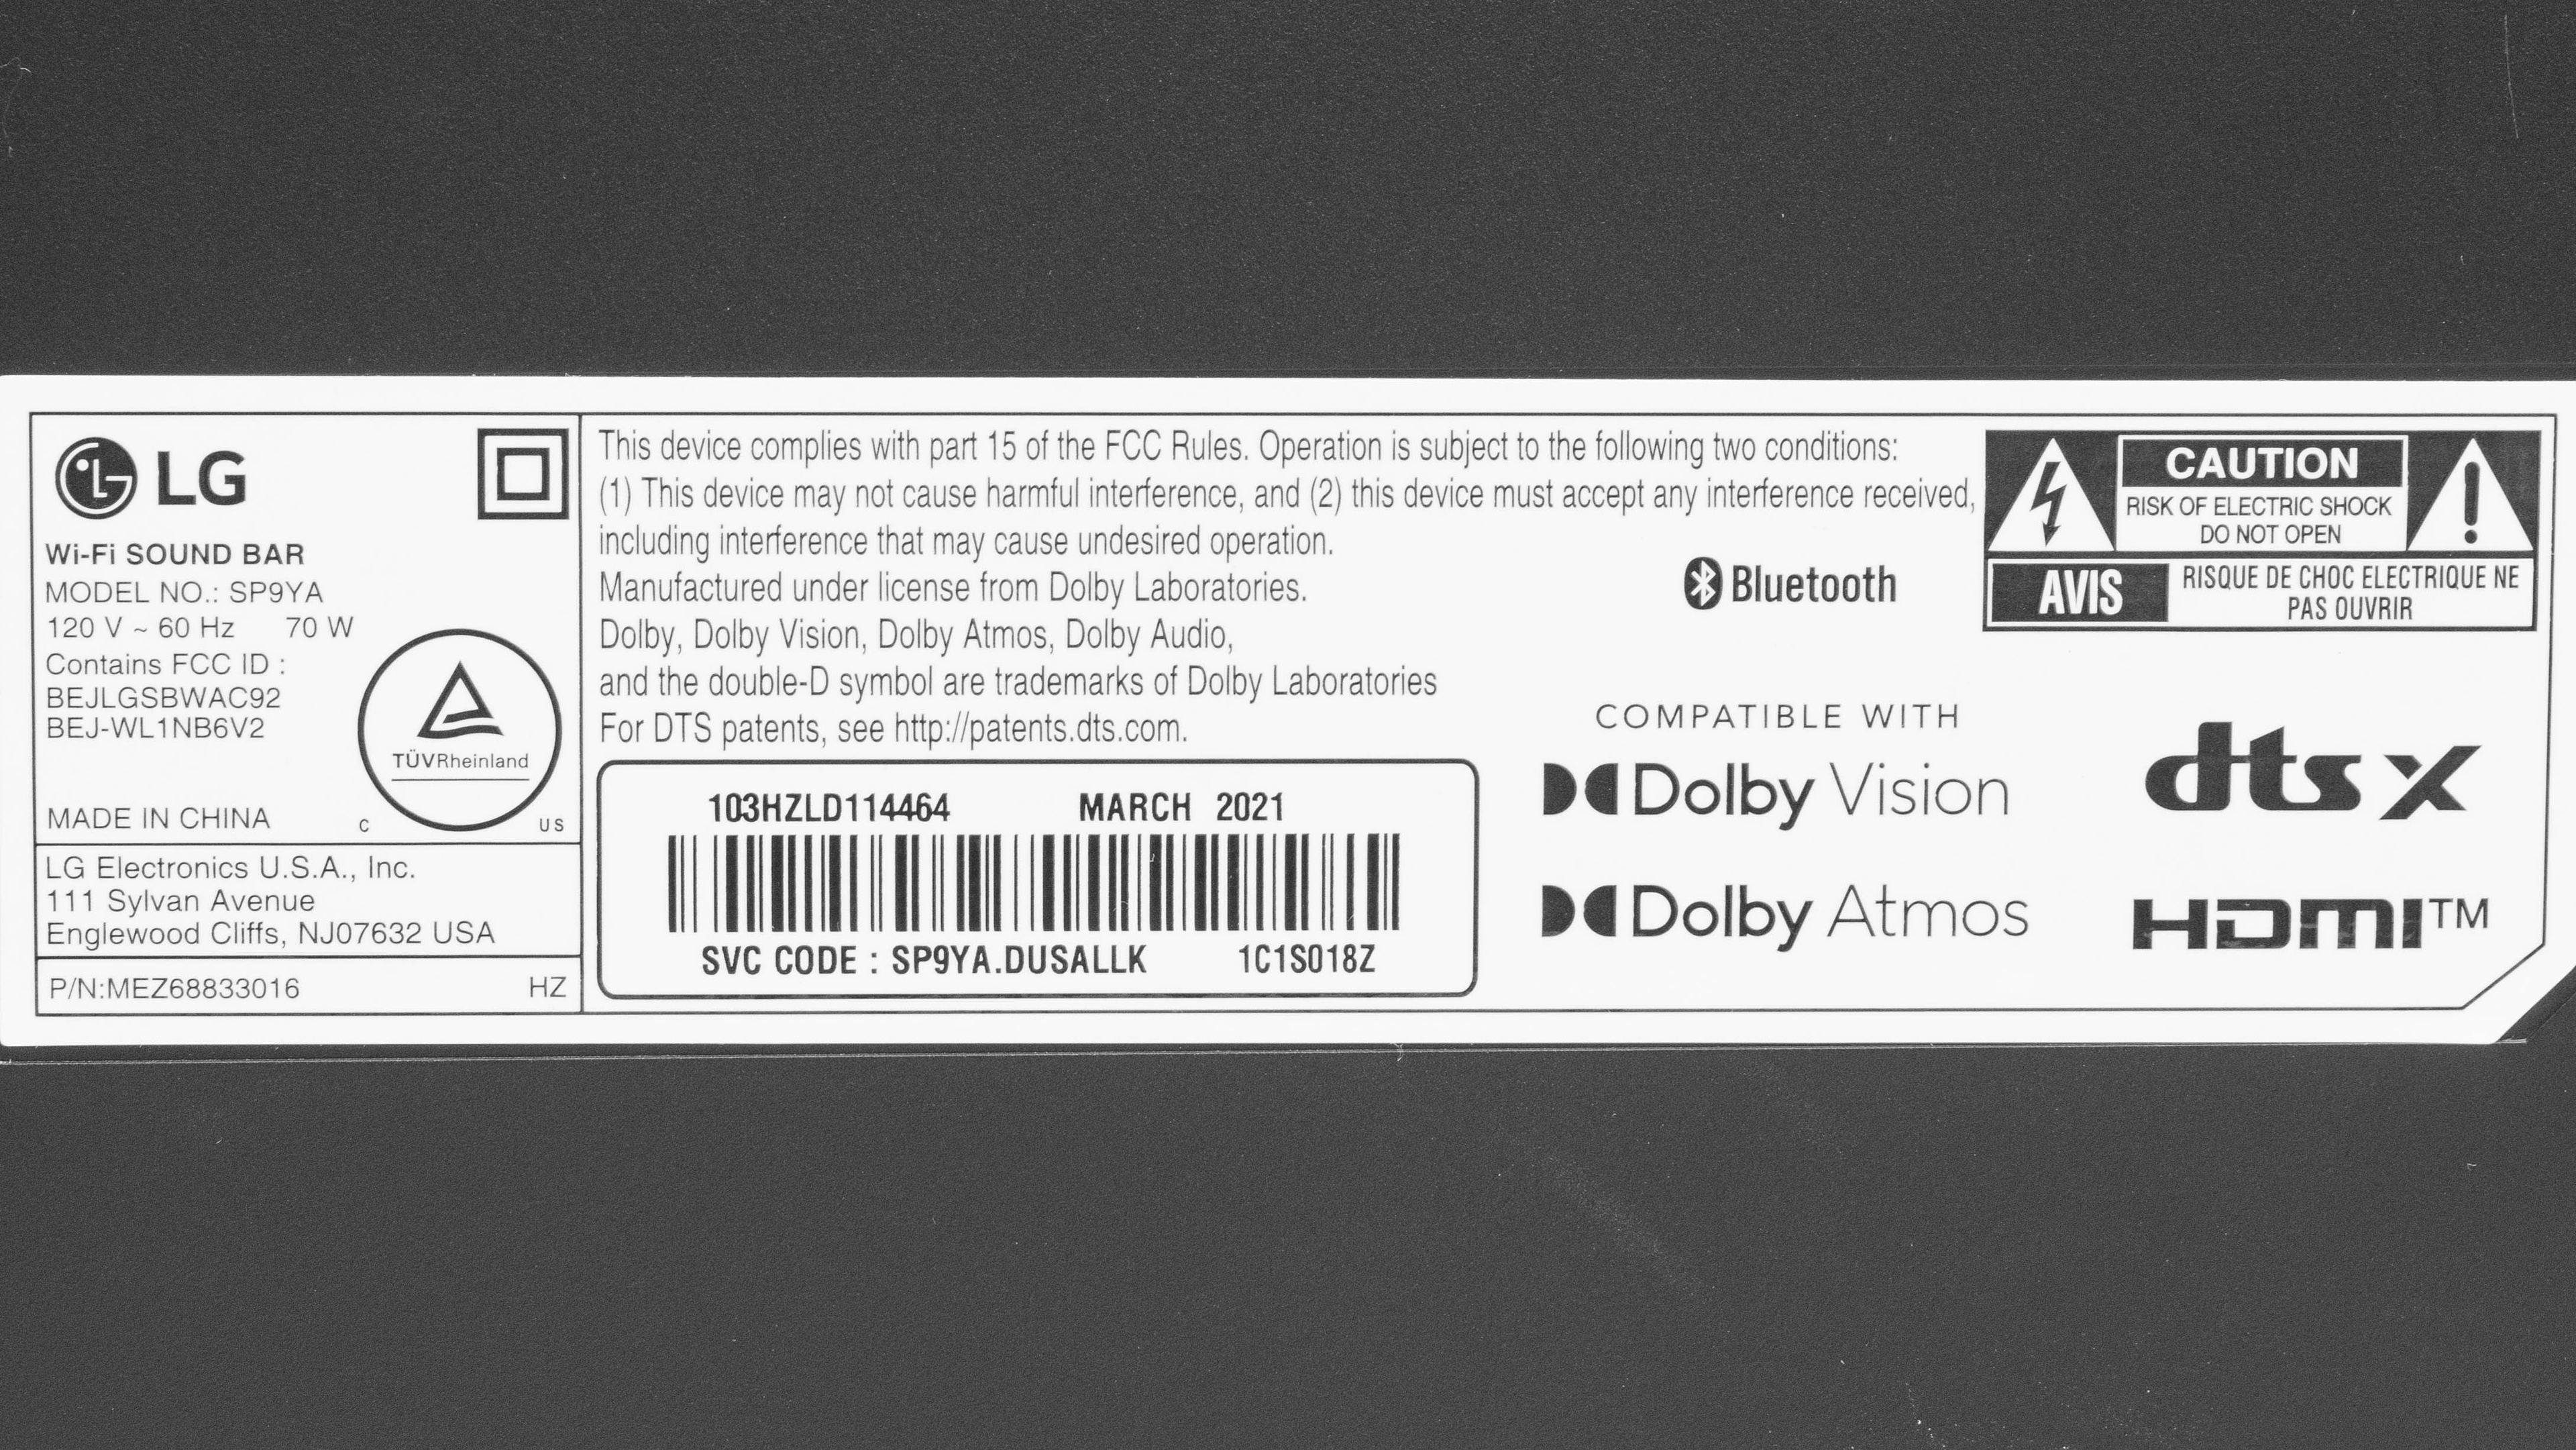 LG
Wi-Fi SOUND BAR
MODEL NO.: SP9YA
120 V ~ 60 Hz 70 W
Contains FCC ID :
BEJLGSBWAC92
BEJ-WL1NB6V2
TÜVRheinland
MADE IN CHINA
C US
LG Electronics U.S.A., Inc.
111 Sylvan Avenue
Englewood Cliffs, NJ07632 USA
P/N:MEZ68833016 HZ
This device complies with part 15 of the FCC Rules. Operation is subject to the following two conditions:
(1) This device may not cause harmful interference, and (2) this device must accept any interference received,
including interference that may cause undesired operation.
Manufactured under license from Dolby Laboratories.
Dolby, Dolby Vision, Dolby Atmos, Dolby Audio,
and the double-D symbol are trademarks of Dolby Laboratories
For DTS patents, see http://patents.dts.com.
103HZLD114464 MARCH 2021
SVC CODE : SP9YA.DUSALLK 1C1S018Z
Bluetooth
CAUTION
RISK OF ELECTRIC SHOCK
DO NOT OPEN
AVIS
RISQUE DE CHOC ELECTRIQUE NE
PAS OUVRIR
COMPATIBLE WITH
Dolby Vision
Dolby Atmos
dts x
HDMI™